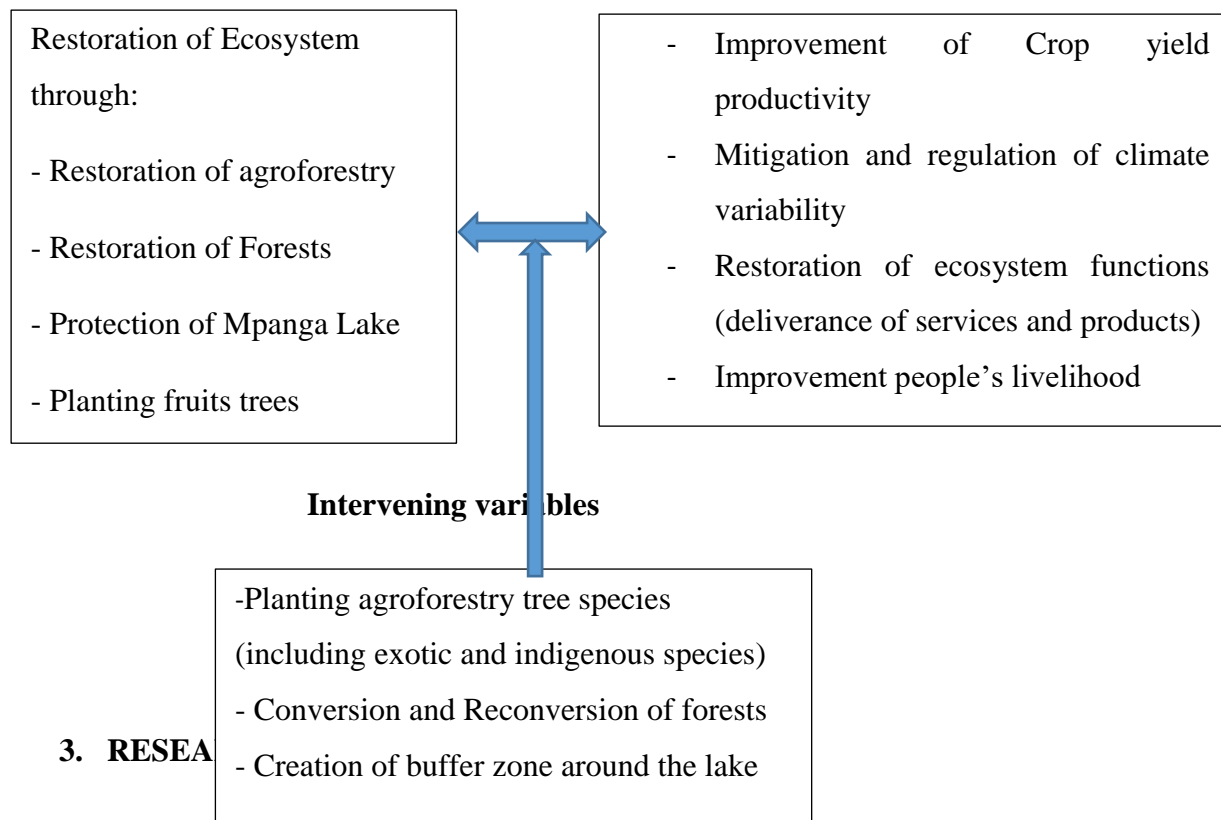 Restoration of Ecosystem
through:
- Restoration of agroforestry
- Restoration of Forests
- Protection of Mpanga Lake
- Planting fruits trees
- Improvement of Crop yield
productivity
- Mitigation and regulation of climate
variability
- Restoration of ecosystem functions
(deliverance of services and products)
- Improvement people’s livelihood
Intervening variables
-Planting agroforestry tree species
(including exotic and indigenous species)
- Conversion and Reconversion of forests
- Creation of buffer zone around the lake
3. RESEA